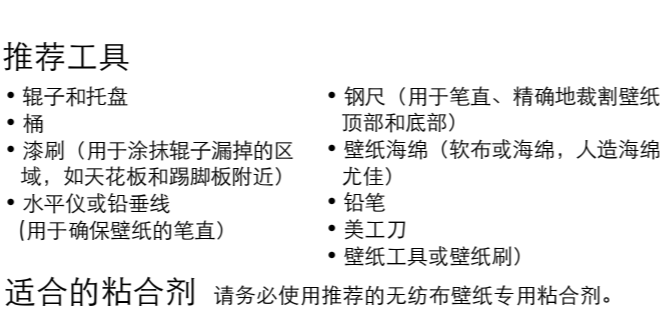 推荐工具
• 辊子和托盘
• 桶
• 漆刷（用于涂抹辊子漏掉的区
域，如天花板和踢脚板附近）
• 水平仪或铅垂线
(用于确保壁纸的笔直）
• 钢尺（用于笔直、精确地裁割壁纸
顶部和底部）
• 壁纸海绵（软布或海绵，人造海绵
尤佳）
• 铅笔
• 美工刀
• 壁纸工具或壁纸刷）
适合的粘合剂 请务必使用推荐的无纺布壁纸专用粘合剂。